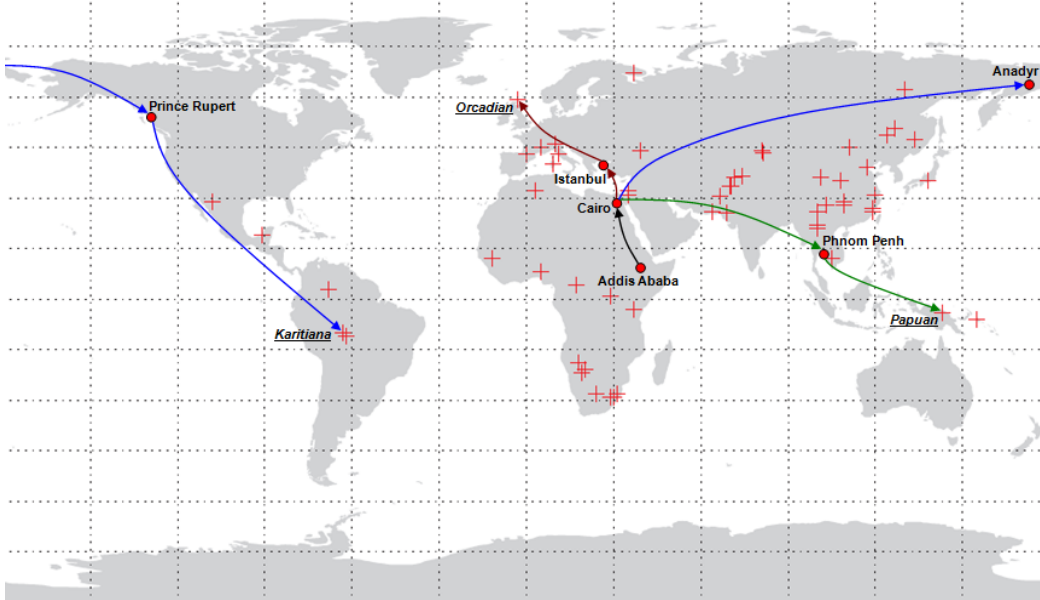 Anadyr
Prince Rupert
Orcadian
Istanbul
Cairo
Phnom Penh
Addis Ababa
Papuan
Karitiana